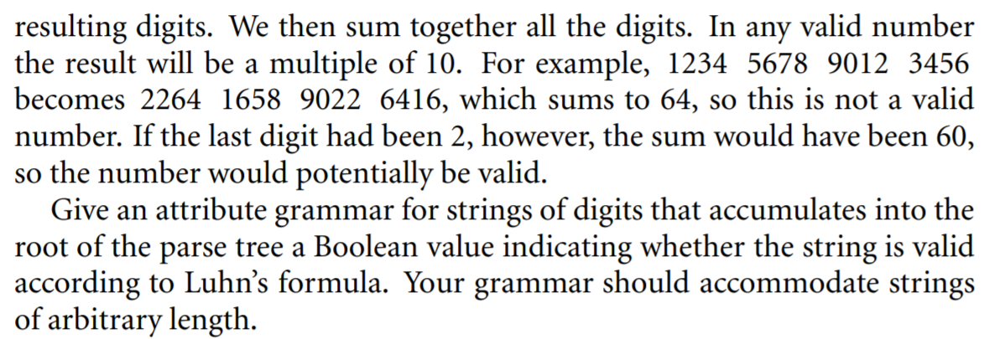 resulting digits. We then sum together all the digits. In any valid number
the result will be a multiple of 10. For example, 1234 5678 9012 3456
becomes 2264 1658 9022 6416, which sums to 64, so this is not a valid
number. If the last digit had been 2, however, the sum would have been 60,
so the number would potentially be valid.
Give an attribute grammar for strings of digits that accumulates into the
root of the parse tree a Boolean value indicating whether the string is valid
according to Luhn’s formula. Your grammar should accommodate strings
of arbitrary length.